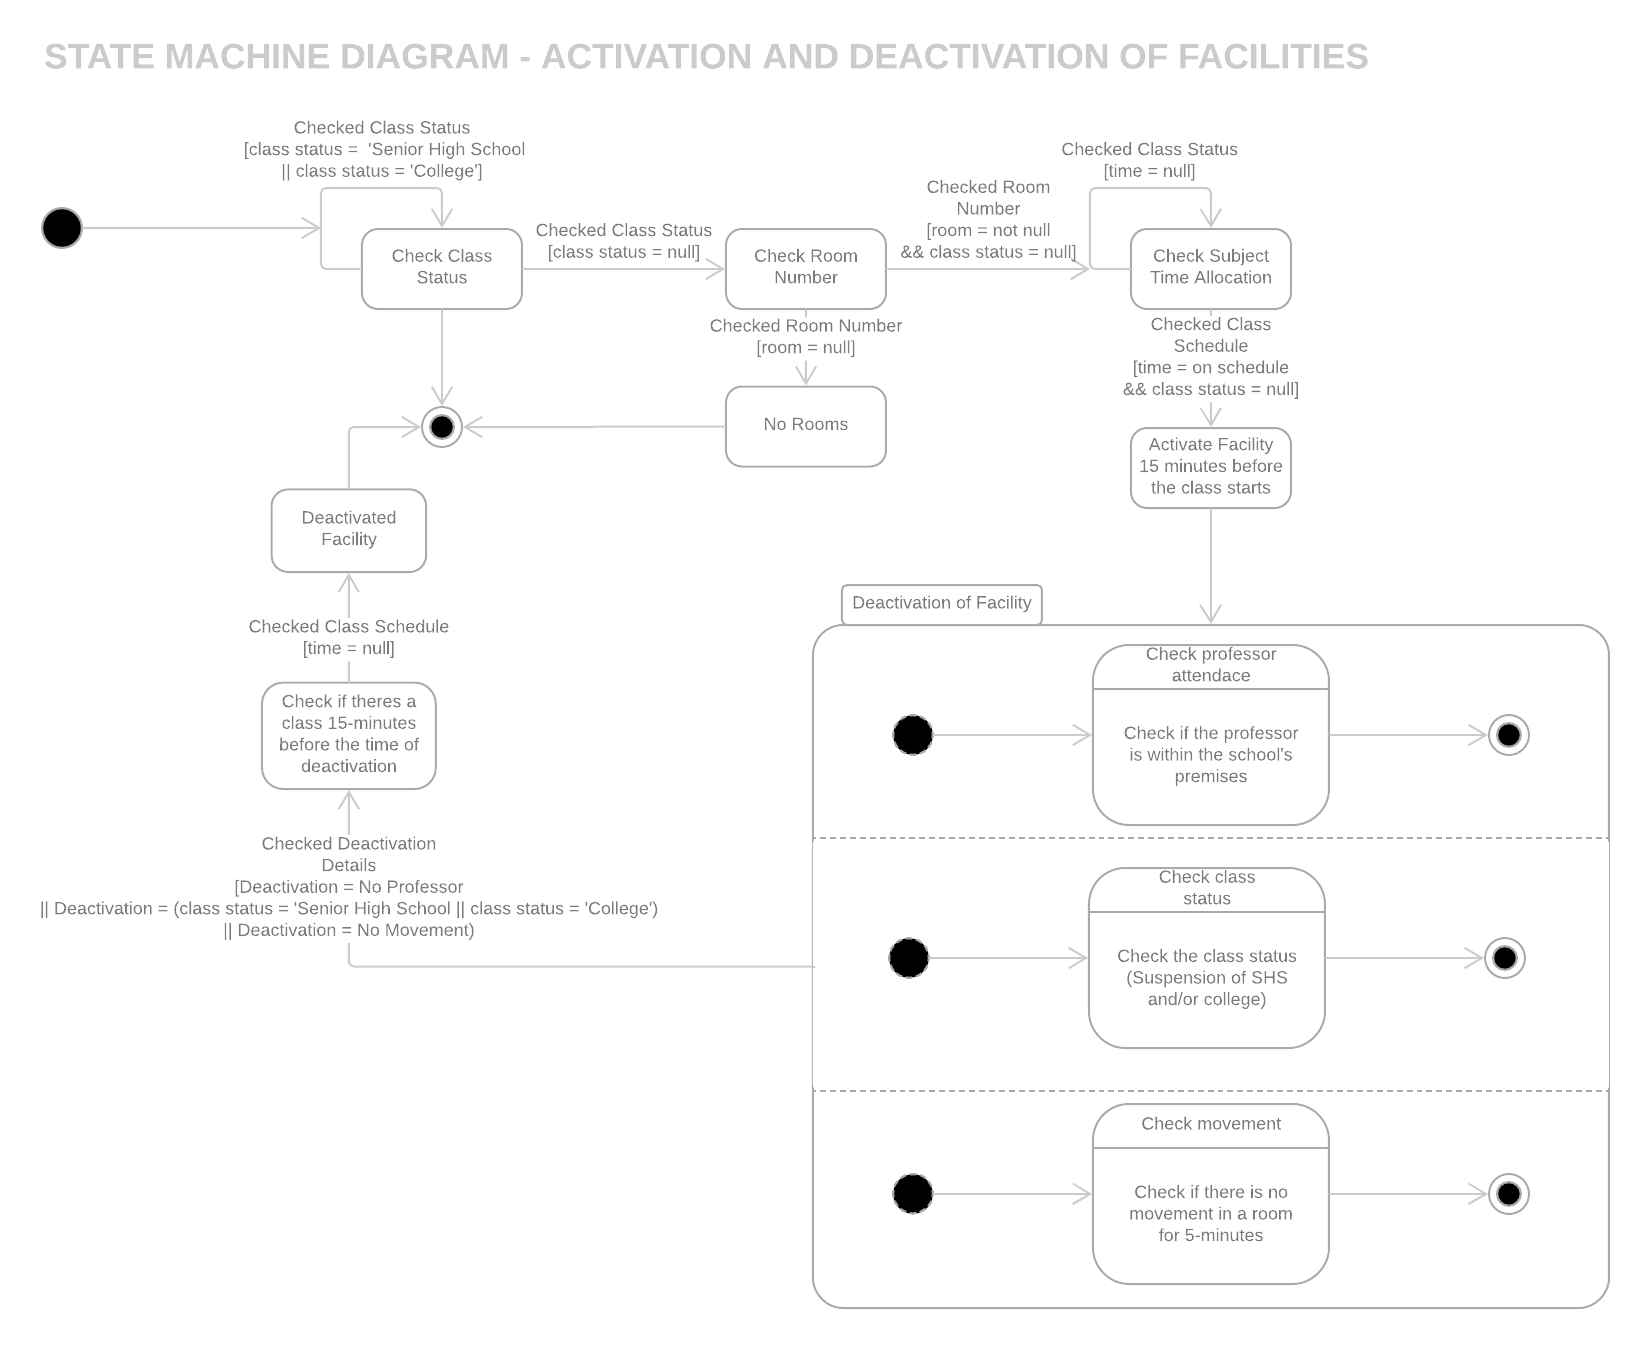 STATE MACHINE DIAGRAM - ACTIVATION AND DEACTIVATION OF FACILITIES
Checked Class Status
[class status =  'Senior High School
|| class status = 'College']
Check Class
Status
Checked Class Status
[class status = null]
Check Room
Number
Checked Room
Number
[room = not null
&& class status = null]
Checked Class Status
[time = null]
Check Subject
Time Allocation
Checked Room Number
[room = null]
No Rooms
Checked Class
Schedule
[time = on schedule
&& class status = null]
Activate Facility
15 minutes before
the class starts
Deactivated
Facility
Checked Class Schedule
[time = null]
Check if theres a
class 15-minutes
before the time of
deactivation
Checked Deactivation
Details
[Deactivation = No Professor
|| Deactivation = (class status = 'Senior High School || class status = 'College')
|| Deactivation = No Movement)
Deactivation of Facility
Check professor
attendace
Check if the professor
is within the school's
premises
Check class
status
Check the class status
(Suspension of SHS
and/or college)
Check movement
Check if there is no
movement in a room
for 5-minutes